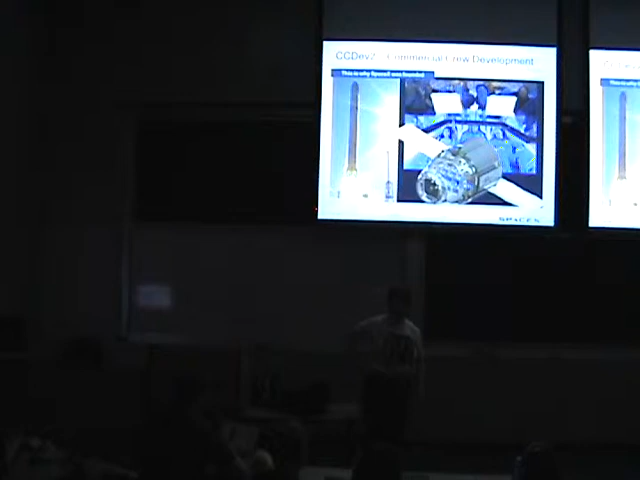 CCDev2 - Commercial Crew Development
This is why SpaceX was founded
SPACEX